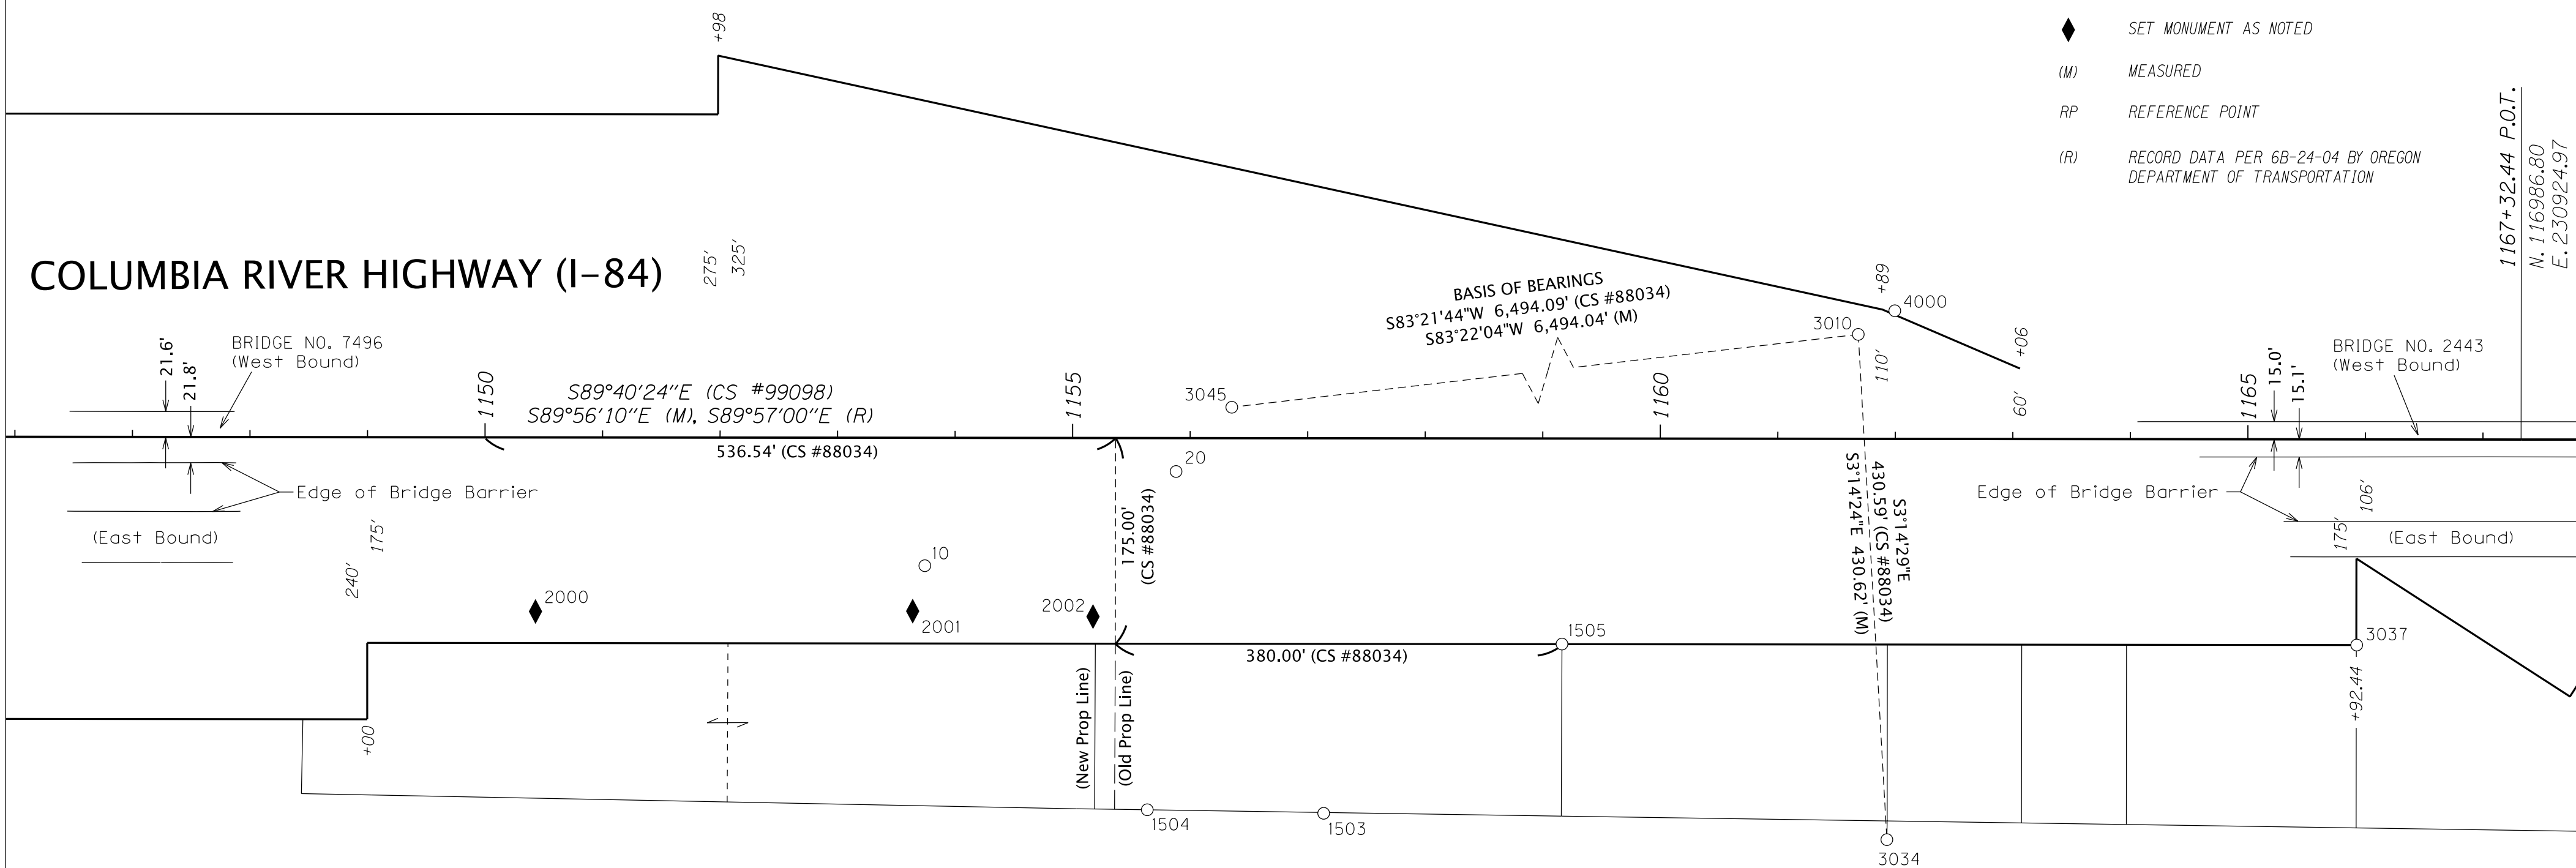 +98
SET MONUMENT AS NOTED
(M) MEASURED
RP REFERENCE POINT
(R) RECORD DATA PER 6B-24-04 BY OREGON
DEPARTMENT OF TRANSPORTATION
1167+32.44 P.O.T.
N. 116986.80
E. 230924.97
COLUMBIA RIVER HIGHWAY (I-84)
275'
325'
BASIS OF BEARINGS
S83°21'44"W 6,494.09' (CS #88034)
S83°22'04"W 6,494.04' (M)
+89
4000
3010
110'
+06
60'
3045
21.6'
21.8'
BRIDGE NO. 7496
(West Bound)
S89°40'24"E (CS #99098)
S89°56'10"E (M), S89°57'00"E (R)
1150
1155
1160
1165
15.0'
15.1'
BRIDGE NO. 2443
(West Bound)
536.54' (CS #88034)
20
Edge of Bridge Barrier
(East Bound)
240'
175'
10
175.00'
(CS #88034)
S3°14'29"E
430.59' (CS #88034)
S3°14'24"E 430.62' (M)
Edge of Bridge Barrier
175'
106'
(East Bound)
2000
2001
2002
1505
3037
380.00' (CS #88034)
+00
(New Prop Line)
(Old Prop Line)
+92.44
1504
1503
3034